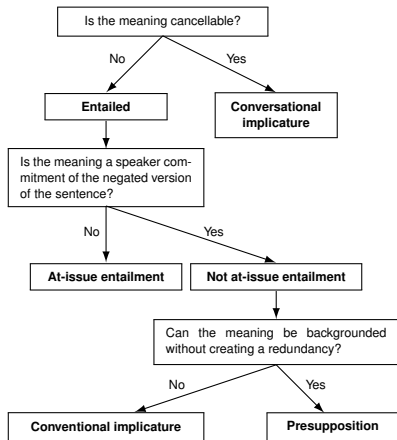 Is the meaning cancellable?
No
Yes
Entailed
Conversational
implicature
Is the meaning a speaker com-
mitment of the negated version
of the sentence?
No
Yes
At-issue entailment
Not at-issue entailment
Can the meaning be backgrounded
without creating a redundancy?
No
Yes
Conventional implicature
Presupposition